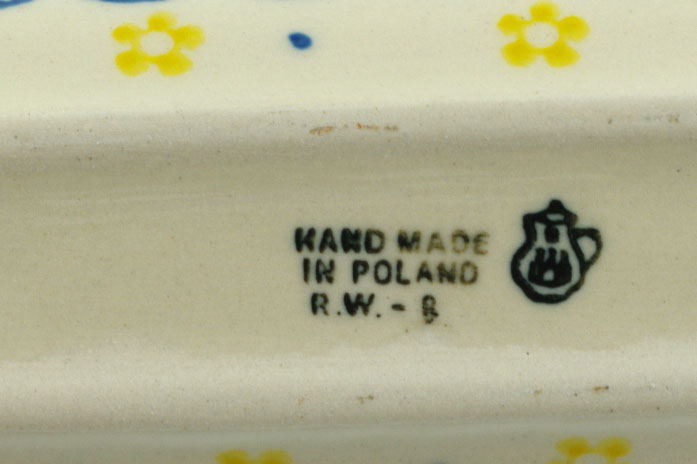 HAND MADE
IN POLAND
R.W. - 8